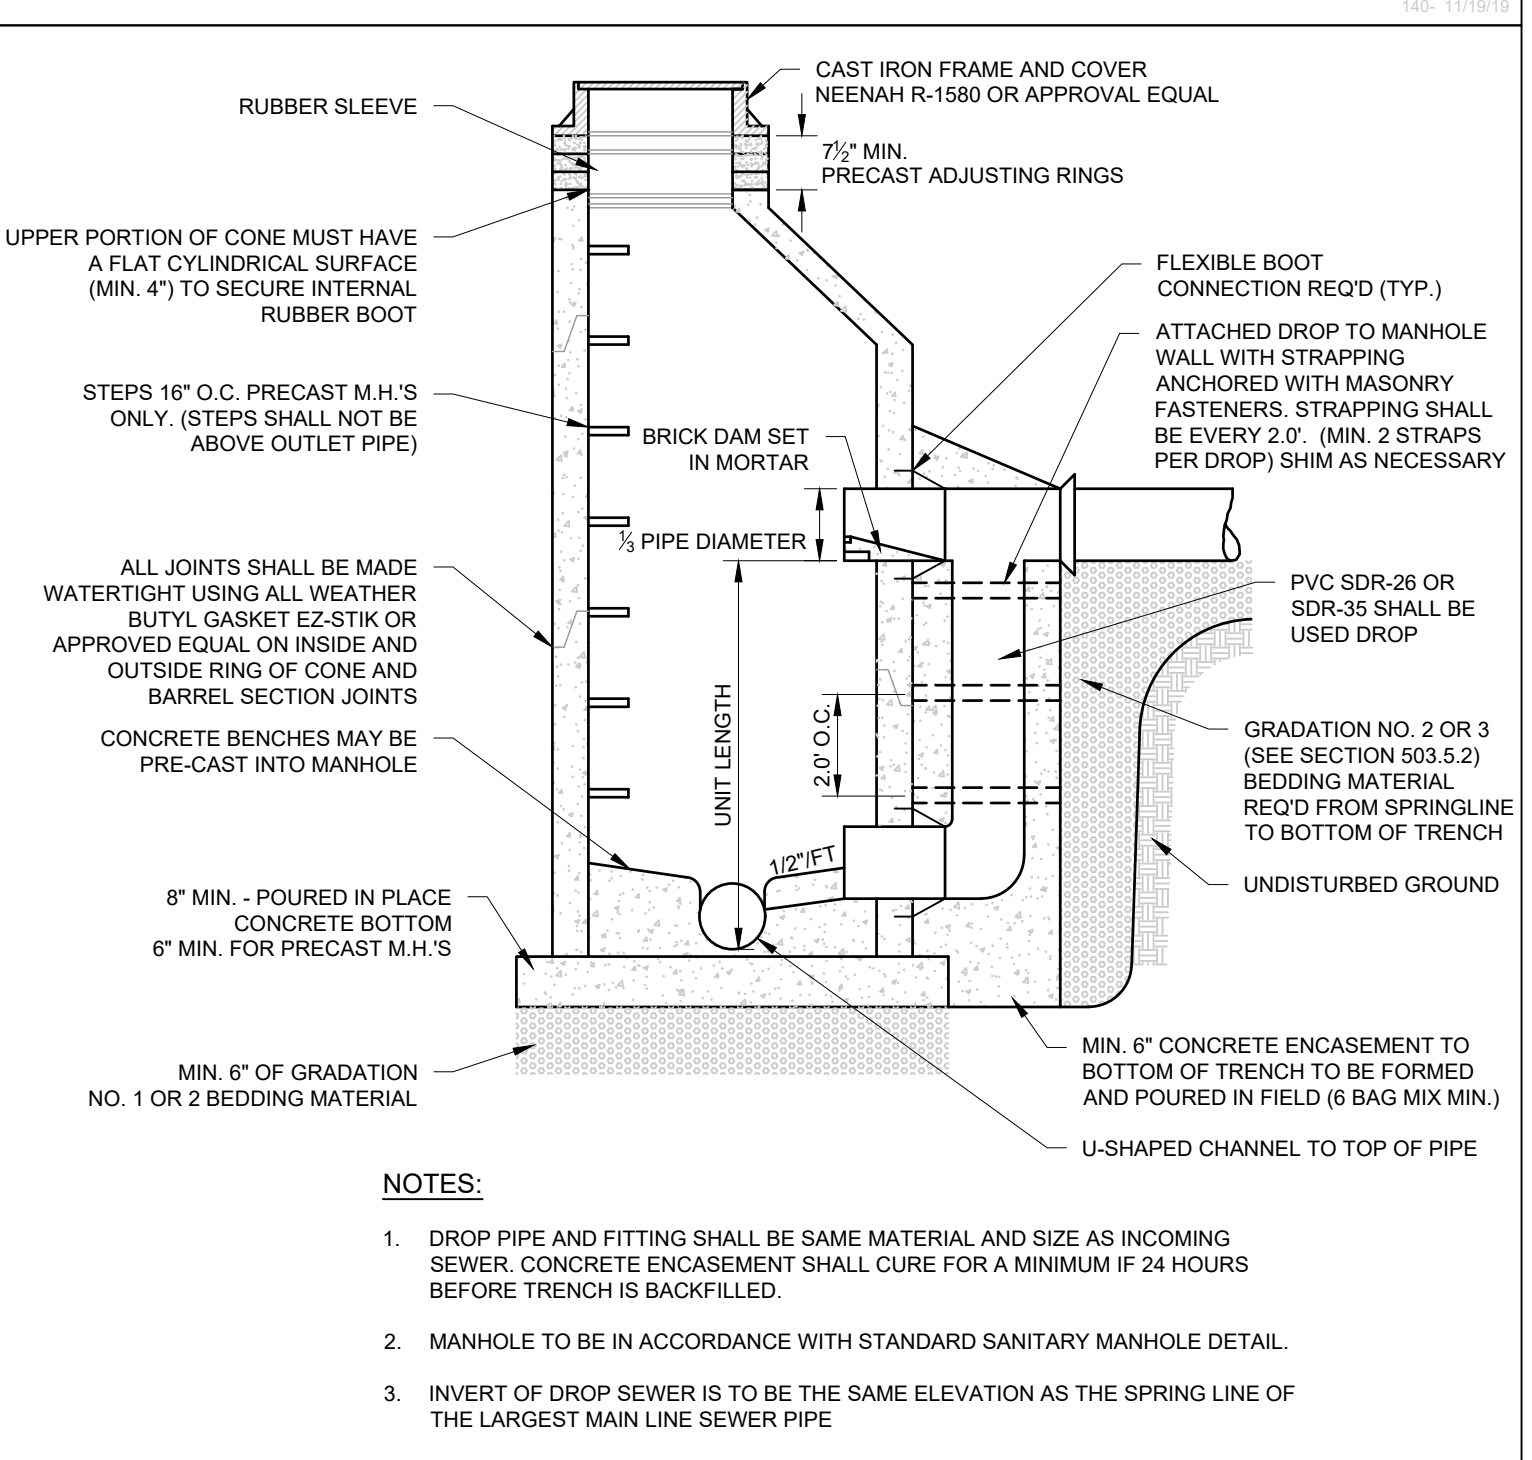 140- 11/19/19
CAST IRON FRAME AND COVER
NEENAH R-1580 OR APPROVAL EQUAL
RUBBER SLEEVE
7½" MIN.
PRECAST ADJUSTING RINGS
UPPER PORTION OF CONE MUST HAVE
A FLAT CYLINDRICAL SURFACE
(MIN. 4") TO SECURE INTERNAL
RUBBER BOOT
FLEXIBLE BOOT
CONNECTION REQ'D (TYP.)
ATTACHED DROP TO MANHOLE
WALL WITH STRAPPING
ANCHORED WITH MASONRY
FASTENERS. STRAPPING SHALL
BE EVERY 2.0'. (MIN. 2 STRAPS
PER DROP) SHIM AS NECESSARY
STEPS 16" O.C. PRECAST M.H.'S
ONLY. (STEPS SHALL NOT BE
ABOVE OUTLET PIPE)
BRICK DAM SET
IN MORTAR
⅓ PIPE DIAMETER
ALL JOINTS SHALL BE MADE
WATERTIGHT USING ALL WEATHER
BUTYL GASKET EZ-STIK OR
APPROVED EQUAL ON INSIDE AND
OUTSIDE RING OF CONE AND
BARREL SECTION JOINTS
PVC SDR-26 OR
SDR-35 SHALL BE
USED DROP
UNIT LENGTH
2.0' O.C.
GRADATION NO. 2 OR 3
(SEE SECTION 503.5.2)
BEDDING MATERIAL
REQ'D FROM SPRINGLINE
TO BOTTOM OF TRENCH
CONCRETE BENCHES MAY BE
PRE-CAST INTO MANHOLE
1/2"/FT
UNDISTURBED GROUND
8" MIN. - POURED IN PLACE
CONCRETE BOTTOM
6" MIN. FOR PRECAST M.H.'S
MIN. 6" OF GRADATION
NO. 1 OR 2 BEDDING MATERIAL
MIN. 6" CONCRETE ENCASEMENT TO
BOTTOM OF TRENCH TO BE FORMED
AND POURED IN FIELD (6 BAG MIX MIN.)
U-SHAPED CHANNEL TO TOP OF PIPE
NOTES:
1. DROP PIPE AND FITTING SHALL BE SAME MATERIAL AND SIZE AS INCOMING
SEWER. CONCRETE ENCASEMENT SHALL CURE FOR A MINIMUM IF 24 HOURS
BEFORE TRENCH IS BACKFILLED.
2. MANHOLE TO BE IN ACCORDANCE WITH STANDARD SANITARY MANHOLE DETAIL.
3. INVERT OF DROP SEWER IS TO BE THE SAME ELEVATION AS THE SPRING LINE OF
THE LARGEST MAIN LINE SEWER PIPE